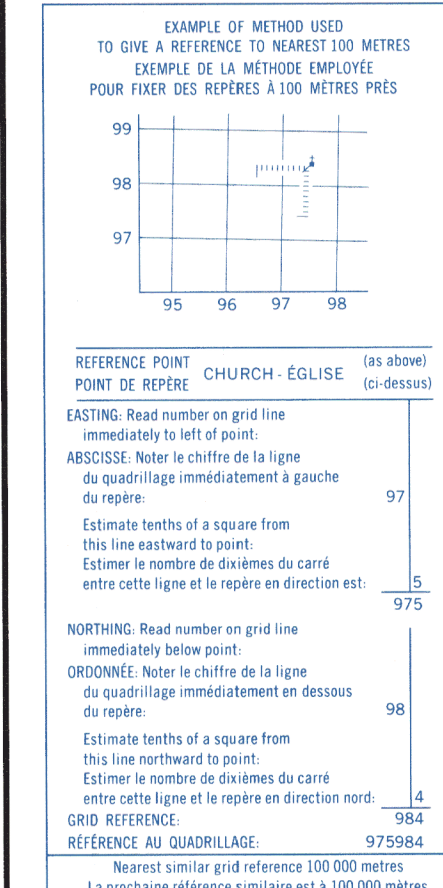 EXAMPLE OF METHOD USED
TO GIVE A REFERENCE TO NEAREST 100 METRES
EXEMPLE DE LA MÉTHODE EMPLOYÉE
POUR FIXER DES REPÈRES À 100 MÈTRES PRÈS
99
98
97
95 96 97 98
REFERENCE POINT
POINT DE REPÈRE
CHURCH - ÉGLISE
(as above)
(ci-dessus)
EASTING: Read number on grid line
immediately to left of point:
ABSCISSE: Noter le chiffre de la ligne
du quadrillage immédiatement à gauche
du repère: 97
Estimate tenths of a square from
this line eastward to point:
Estimer le nombre de dixièmes du carré
entre cette ligne et le repère en direction est: 5
975
NORTHING: Read number on grid line
immediately below point:
ORDONNÉE: Noter le chiffre de la ligne
du quadrillage immédiatement en dessous
du repère: 98
Estimate tenths of a square from
this line northward to point:
Estimer le nombre de dixièmes du carré
entre cette ligne et le repère en direction nord: 4
GRID REFERENCE: 984
RÉFÉRENCE AU QUADRILLAGE: 975984
Nearest similar grid reference 100 000 metres
La prochaine référence similaire est à 100 000 mètres